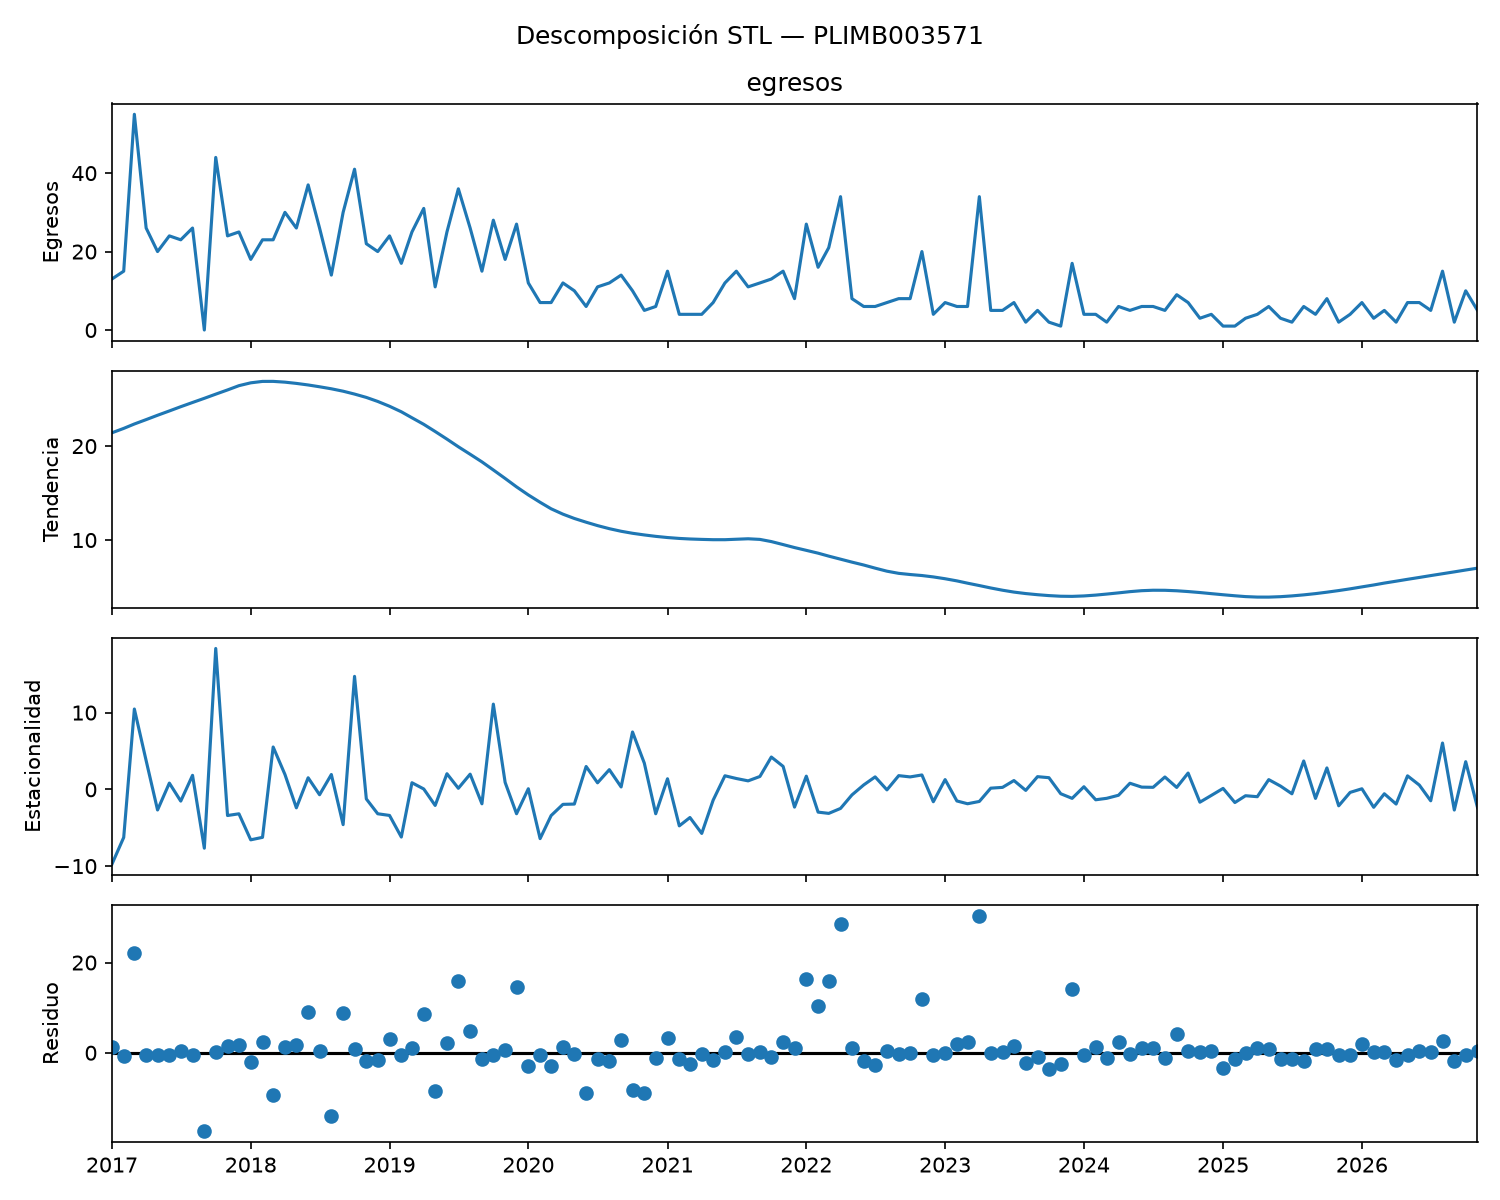 Descomposición STL — PLIMB003571
egresos
Egresos
40
20
0
Tendencia
20
10
Estacionalidad
10
0
−10
Residuo
20
0
2017 2018 2019 2020 2021 2022 2023 2024 2025 2026